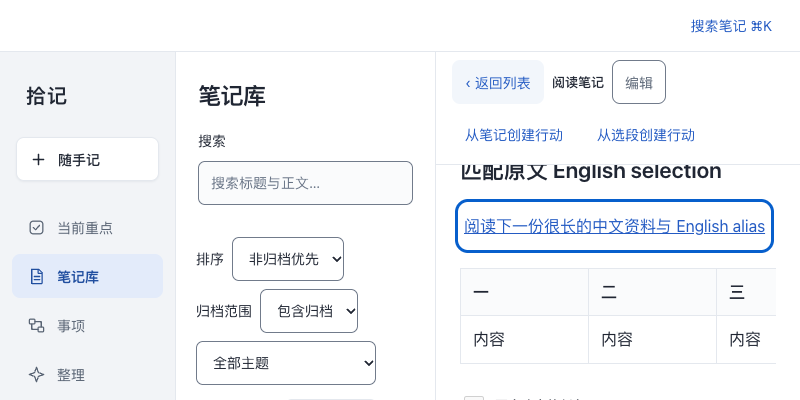 搜索笔记 ⌘K
拾记
+ 随手记
当前重点
笔记库
事项
整理
笔记库
搜索
搜索标题与正文...
排序 非归档优先
归档范围 包含归档
全部主题
‹ 返回列表 阅读笔记 编辑
从笔记创建行动 从选段创建行动
匹配原文 English selection
阅读下一份很长的中文资料与 English alias
一 二 三
内容 内容 内容